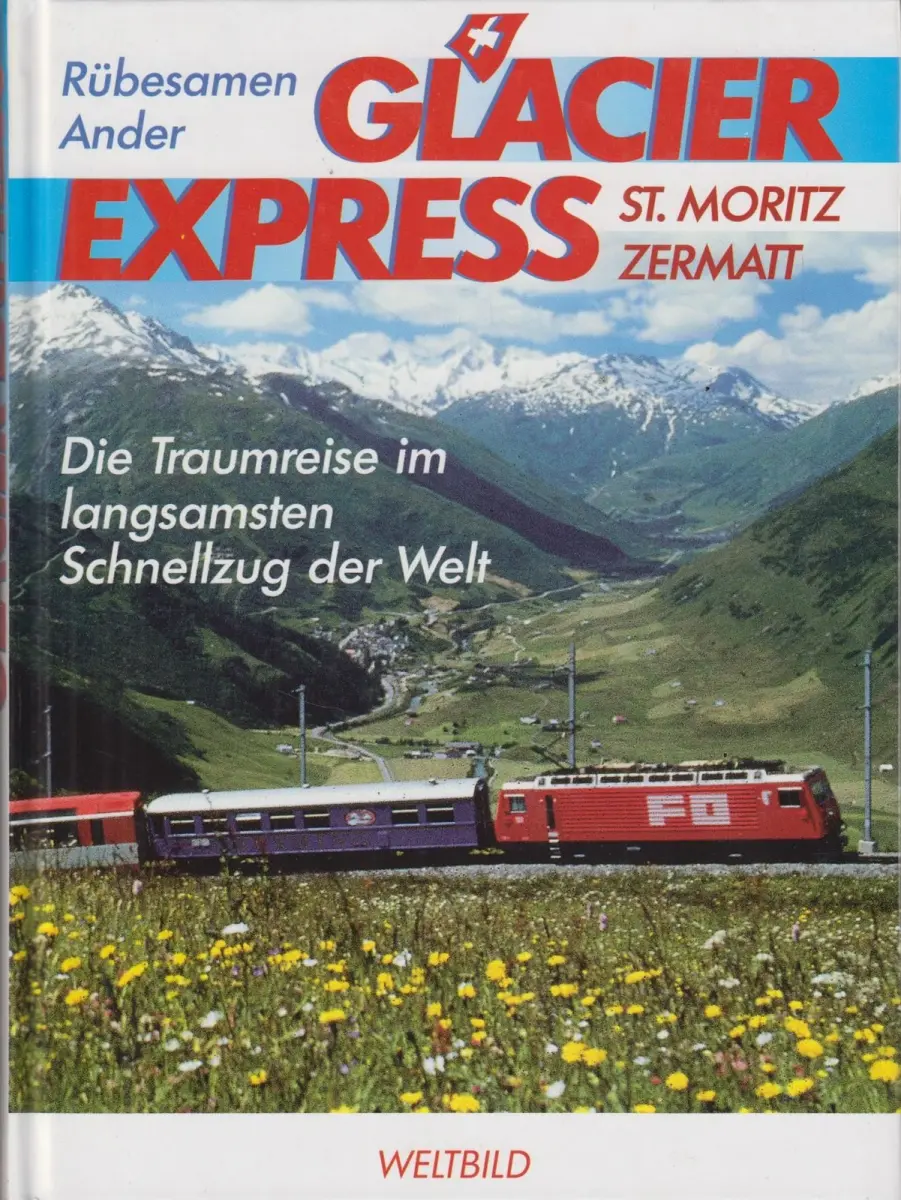 Rübesamen
Ander
GLACIER
EXPRESS
ST. MORITZ
ZERMATT
Die Traumreise im
langsamsten
Schnellzug der Welt
FO
WELTBILD